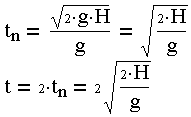 tₙ = √(2·g·H) / g = √(2·H / g)
t = 2·tₙ = 2 √(2·H / g)